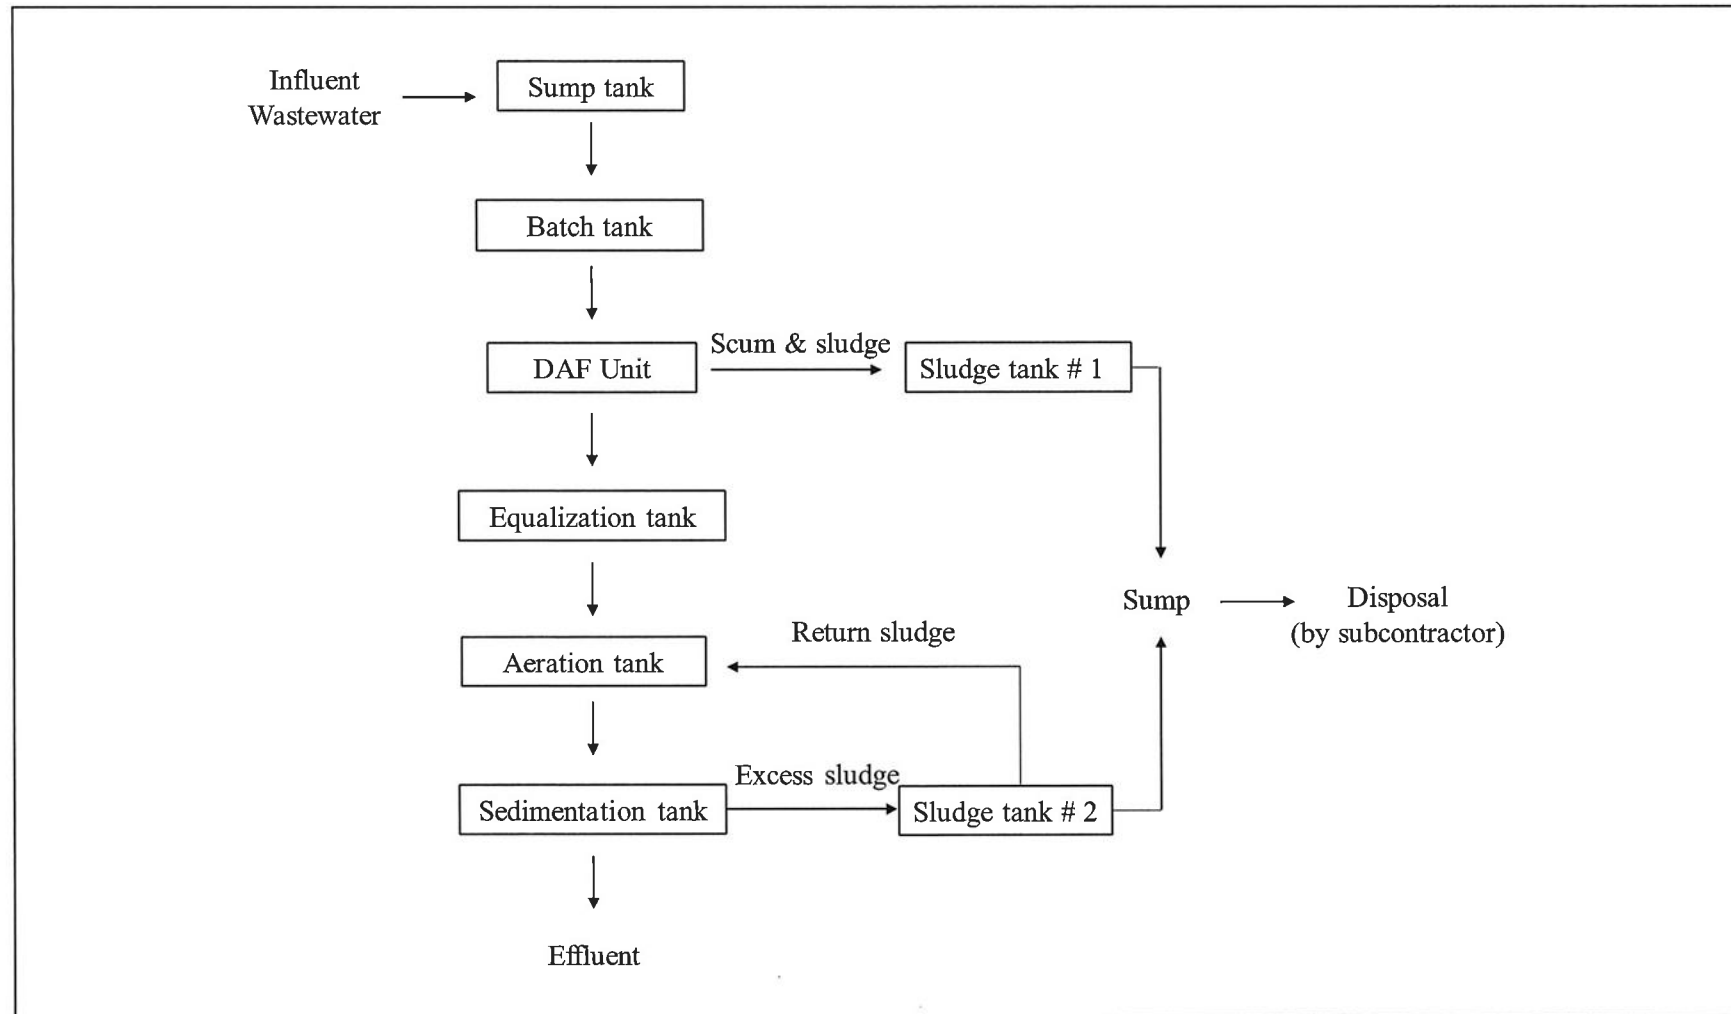 Influent
Wastewater
Sump tank
Batch tank
DAF Unit
Scum & sludge
Sludge tank # 1
Equalization tank
Sump
Disposal
(by subcontractor)
Return sludge
Aeration tank
Excess sludge
Sedimentation tank
Sludge tank # 2
Effluent